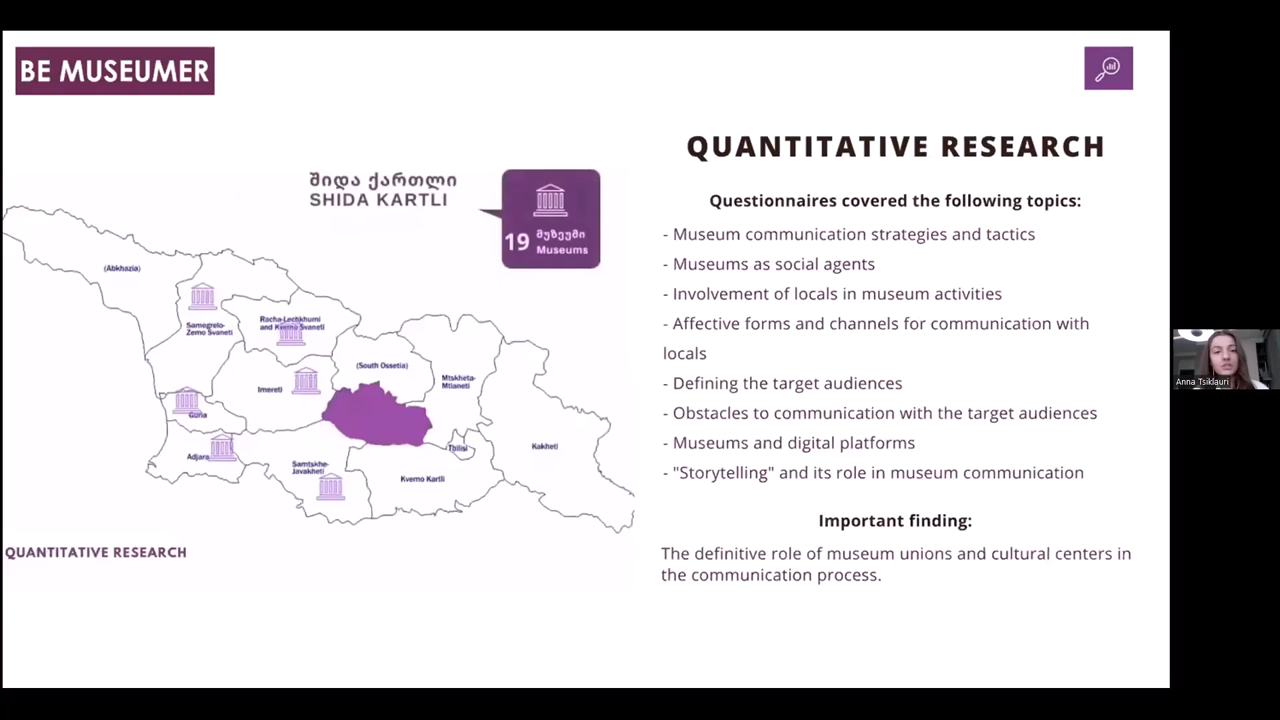 BE MUSEUMER
შიდა ქართლი
SHIDA KARTLI
19 მუზეუმი
Museums
(Abkhazia)
Samegrelo-
Zemo Svaneti
Racha-Lechkhumi
and Kvemo Svaneti
(South Ossetia)
Mtskheta-
Mtianeti
Imereti
Guria
Adjara
Samtskhe-
Javakheti
Tbilisi
Kvemo Kartli
Kakheti
QUANTITATIVE RESEARCH
QUANTITATIVE RESEARCH
Questionnaires covered the following topics:
- Museum communication strategies and tactics
- Museums as social agents
- Involvement of locals in museum activities
- Affective forms and channels for communication with
locals
- Defining the target audiences
- Obstacles to communication with the target audiences
- Museums and digital platforms
- "Storytelling" and its role in museum communication
Important finding:
The definitive role of museum unions and cultural centers in
the communication process.
Anna Tsiklauri